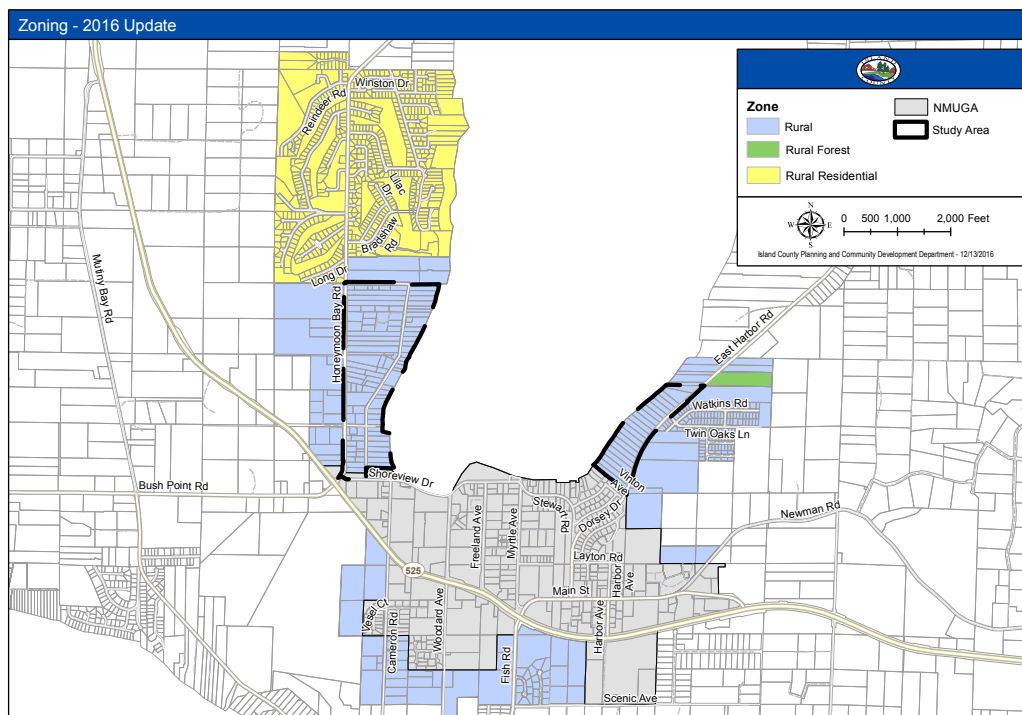 Zoning - 2016 Update
ISLAND
COUNTY
Zone
Rural
Rural Forest
Rural Residential
NMUGA
Study Area
N
W
E
S
0 500 1,000 2,000 Feet
Island County Planning and Community Development Department - 12/13/2016
Winston Dr
Reindeer Rd
Lilac
Dr
Bradshaw
Rd
Long Dr
Mutiny Bay Rd
Honeymoon Bay Rd
East Harbor Rd
Watkins Rd
Twin Oaks Ln
Vinton
Ave
Shoreview Dr
Bush Point Rd
Stewart Rd
Dorsey Dr
Newman Rd
Freeland Ave
Myrtle Ave
Layton Rd
525
Harbor
Ave
Main St
Vesel Ct
Cameron Rd
Woodard Ave
Fish Rd
Harbor Ave
Scenic Ave